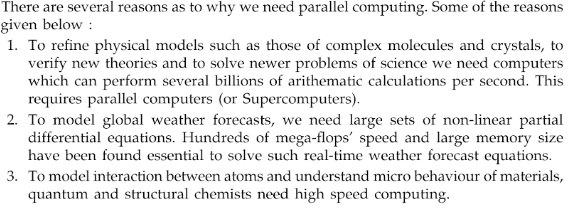 There are several reasons as to why we need parallel computing. Some of the reasons
given below :
1. To refine physical models such as those of complex molecules and crystals, to
verify new theories and to solve newer problems of science we need computers
which can perform several billions of arithematic calculations per second. This
requires parallel computers (or Supercomputers).
2. To model global weather forecasts, we need large sets of non-linear partial
differential equations. Hundreds of mega-flops' speed and large memory size
have been found essential to solve such real-time weather forecast equations.
3. To model interaction between atoms and understand micro behaviour of materials,
quantum and structural chemists need high speed computing.